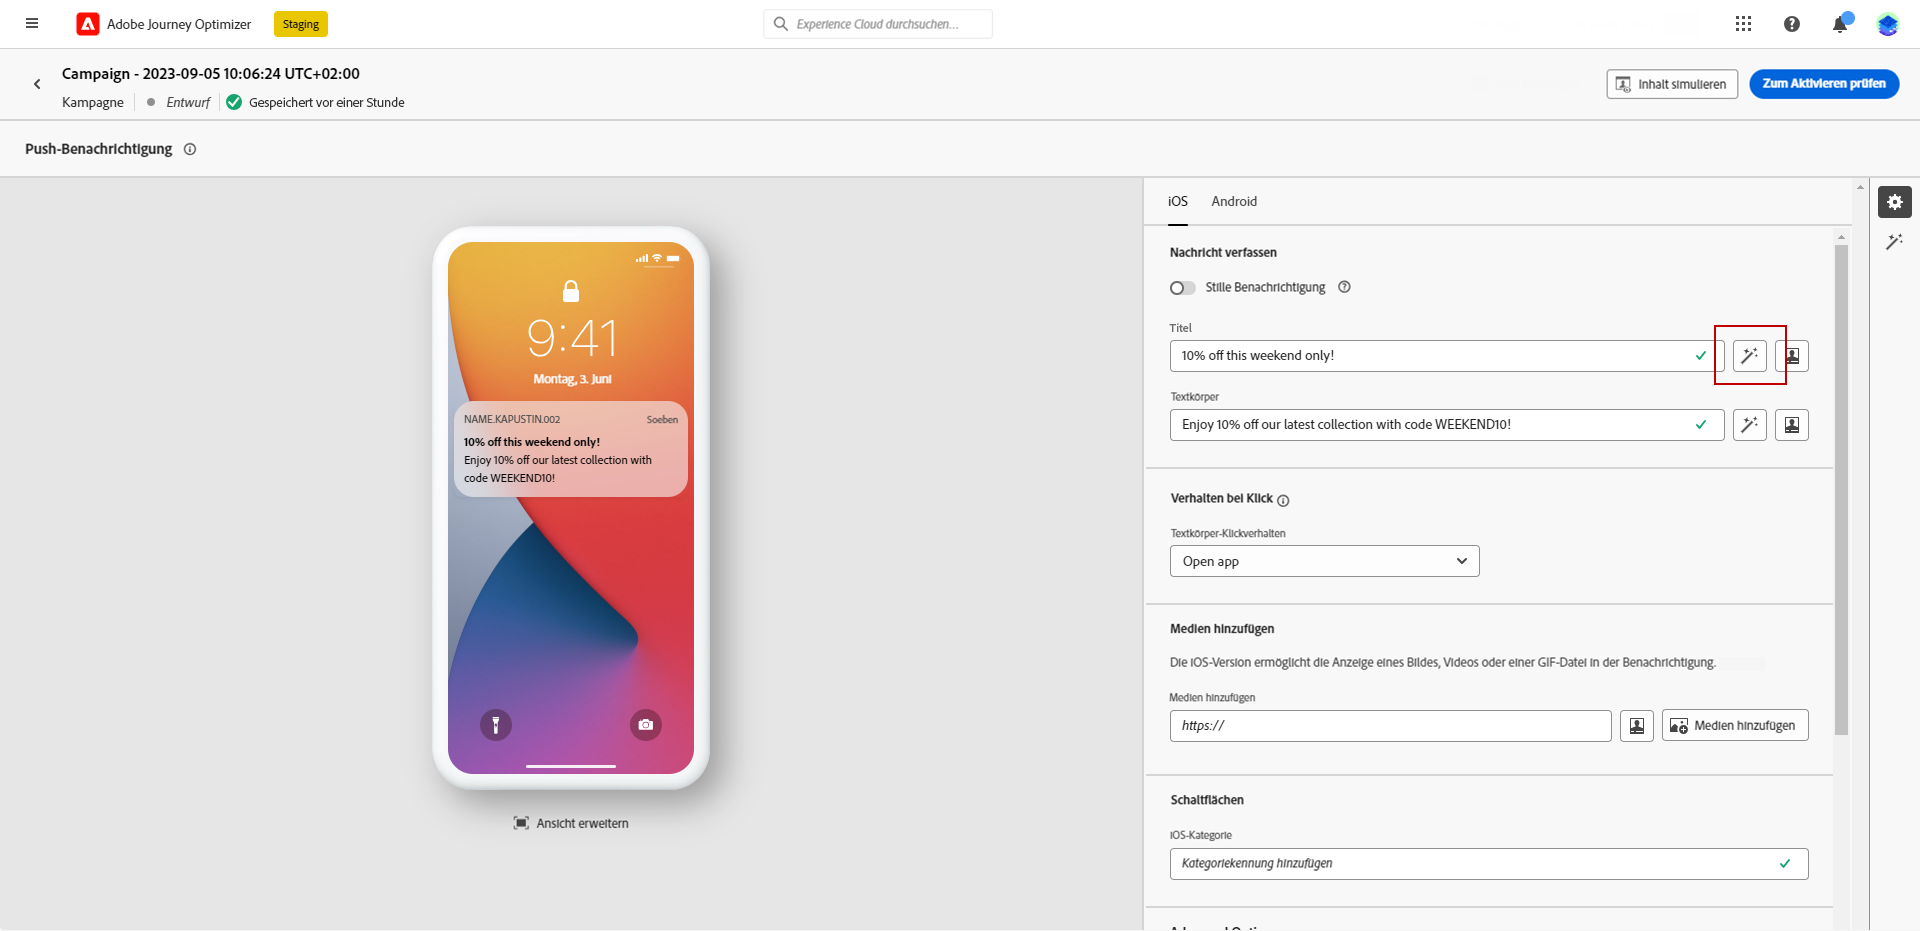 Adobe Journey Optimizer
Staging
Experience Cloud durchsuchen...
Campaign - 2023-09-05 10:06:24 UTC+02:00
Kampagne
Entwurf
Gespeichert vor einer Stunde
Inhalt simulieren
Zum Aktivieren prüfen
Push-Benachrichtigung
9:41
Montag, 3. Juni
NAME.KAPUSTIN.002
Soeben
10% off this weekend only!
Enjoy 10% off our latest collection with
code WEEKEND10!
Ansicht erweitern
iOS
Android
Nachricht verfassen
Stille Benachrichtigung
Titel
10% off this weekend only!
Textkörper
Enjoy 10% off our latest collection with code WEEKEND10!
Verhalten bei Klick
Textkörper-Klickverhalten
Open app
Medien hinzufügen
Die iOS-Version ermöglicht die Anzeige eines Bildes, Videos oder einer GIF-Datei in der Benachrichtigung.
Medien hinzufügen
https://
Medien hinzufügen
Schaltflächen
iOS-Kategorie
Kategoriekennung hinzufügen